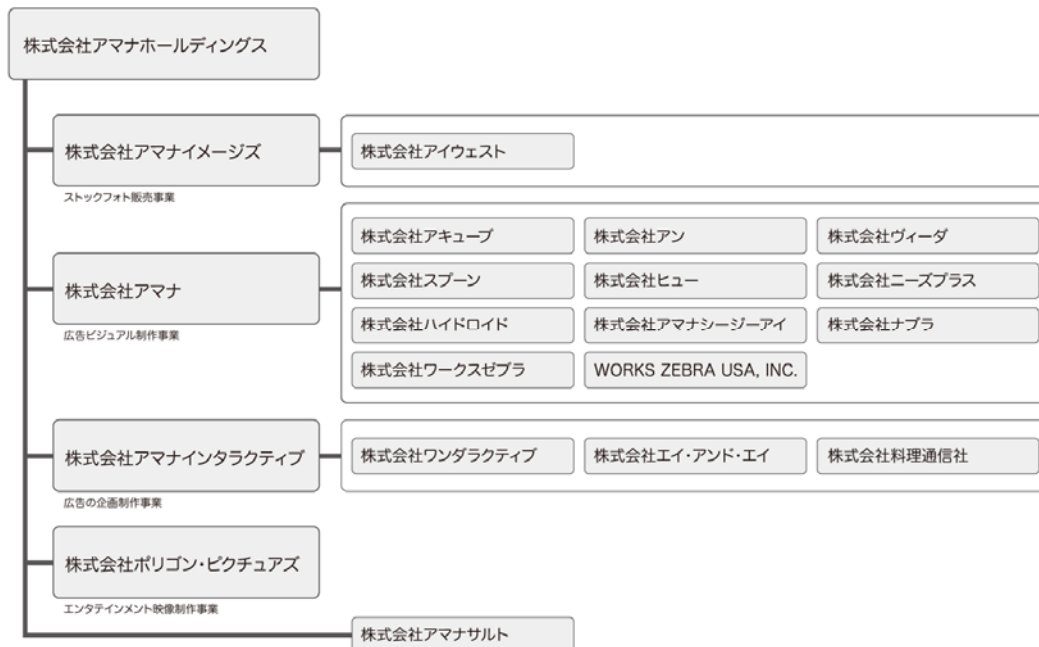 株式会社アマナホールディングス
株式会社アマナイメージズ
株式会社アイウェスト
ストックフォト販売事業
株式会社アキューブ
株式会社アン
株式会社ヴィーダ
株式会社スプーン
株式会社ヒュー
株式会社ニーズプラス
株式会社アマナ
株式会社ハイドロイド
株式会社アマナシージーアイ
株式会社ナブラ
広告ビジュアル制作事業
株式会社ワークスゼブラ
WORKS ZEBRA USA, INC.
株式会社アマナインタラクティブ
株式会社ワンダラクティブ
株式会社エイ・アンド・エイ
株式会社料理通信社
広告の企画制作事業
株式会社ポリゴン・ピクチュアズ
エンタテインメント映像制作事業
株式会社アマナサルト